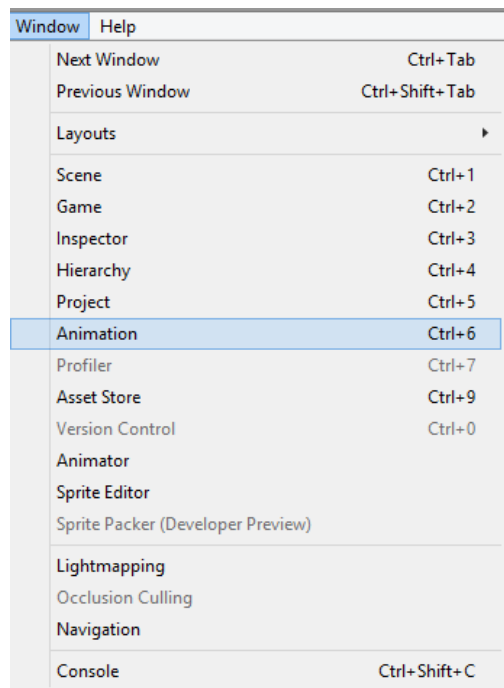 Window Help
Next Window Ctrl+Tab
Previous Window Ctrl+Shift+Tab
Layouts
Scene Ctrl+1
Game Ctrl+2
Inspector Ctrl+3
Hierarchy Ctrl+4
Project Ctrl+5
Animation Ctrl+6
Profiler Ctrl+7
Asset Store Ctrl+9
Version Control Ctrl+0
Animator
Sprite Editor
Sprite Packer (Developer Preview)
Lightmapping
Occlusion Culling
Navigation
Console Ctrl+Shift+C